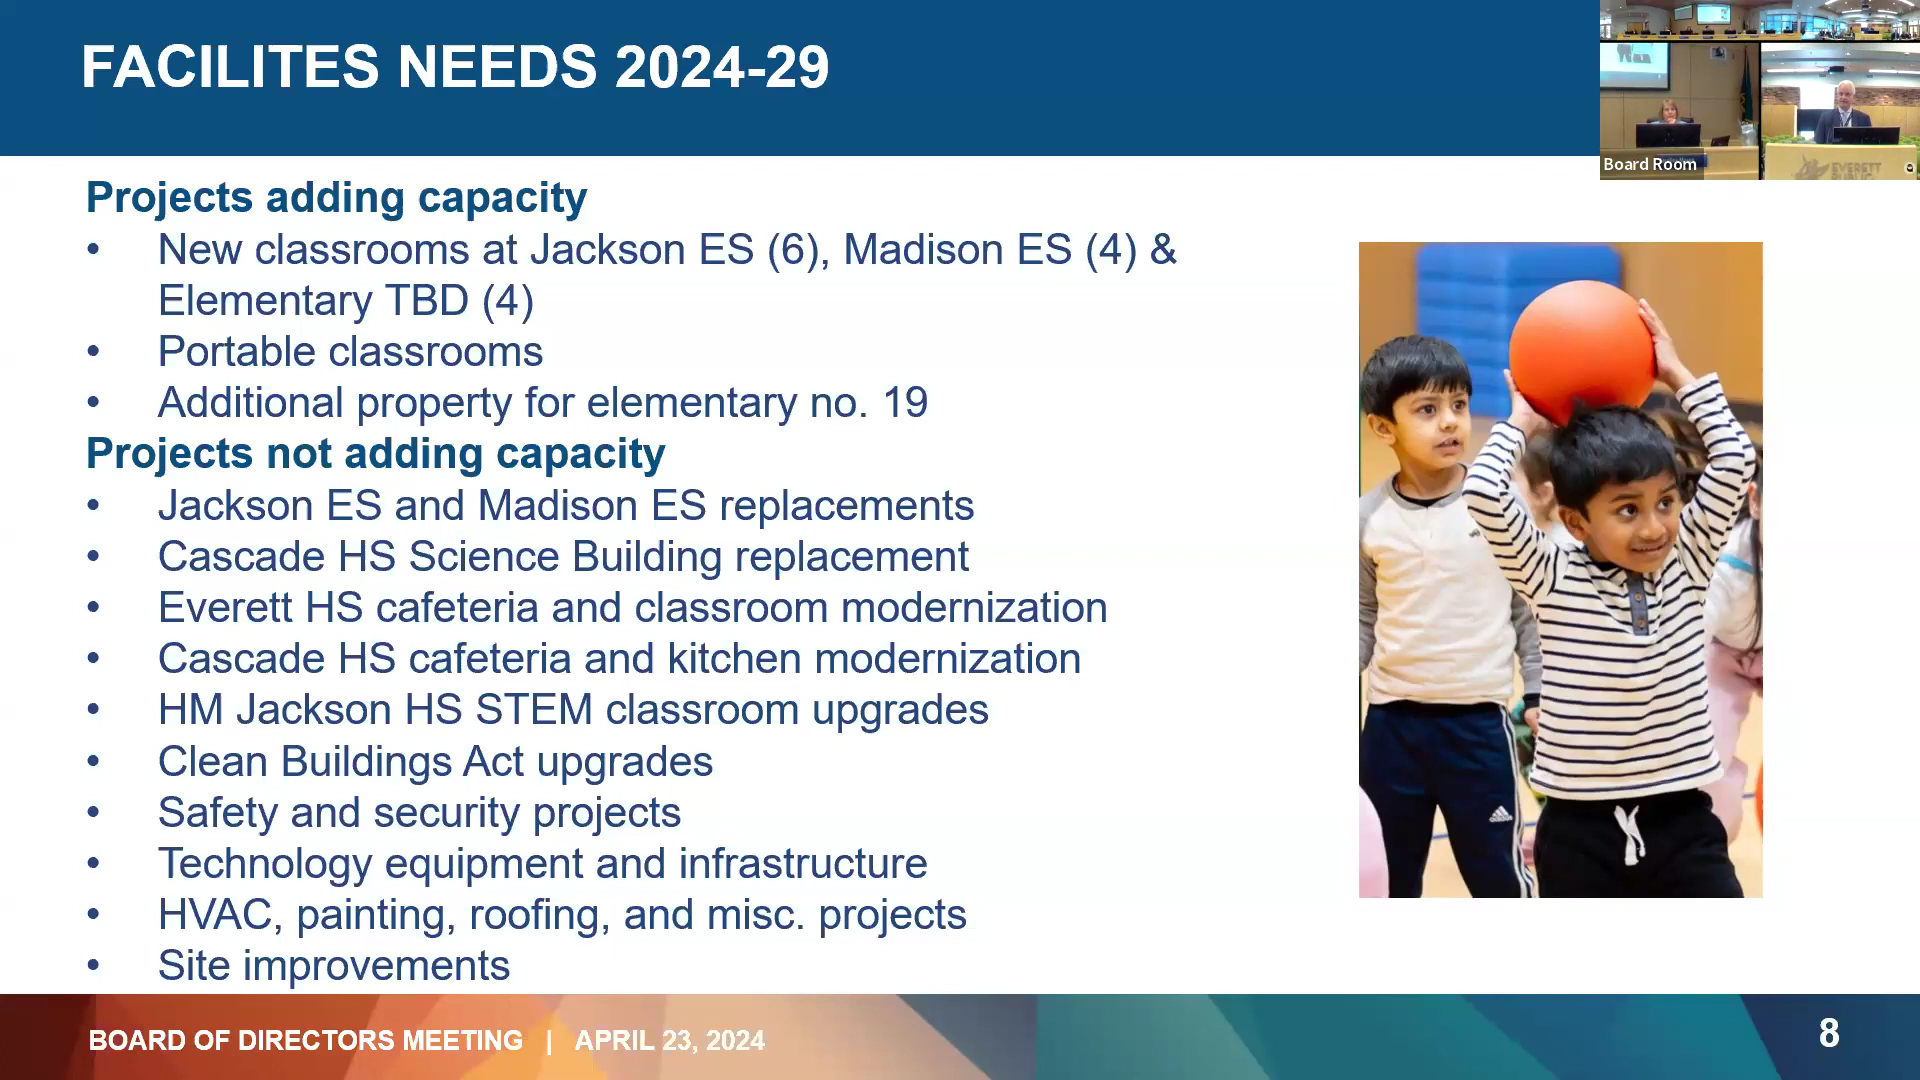 FACILITES NEEDS 2024-29
Board Room
EVERETT
Projects adding capacity
• New classrooms at Jackson ES (6), Madison ES (4) &
Elementary TBD (4)
• Portable classrooms
• Additional property for elementary no. 19
Projects not adding capacity
• Jackson ES and Madison ES replacements
• Cascade HS Science Building replacement
• Everett HS cafeteria and classroom modernization
• Cascade HS cafeteria and kitchen modernization
• HM Jackson HS STEM classroom upgrades
• Clean Buildings Act upgrades
• Safety and security projects
• Technology equipment and infrastructure
• HVAC, painting, roofing, and misc. projects
• Site improvements
BOARD OF DIRECTORS MEETING | APRIL 23, 2024
8